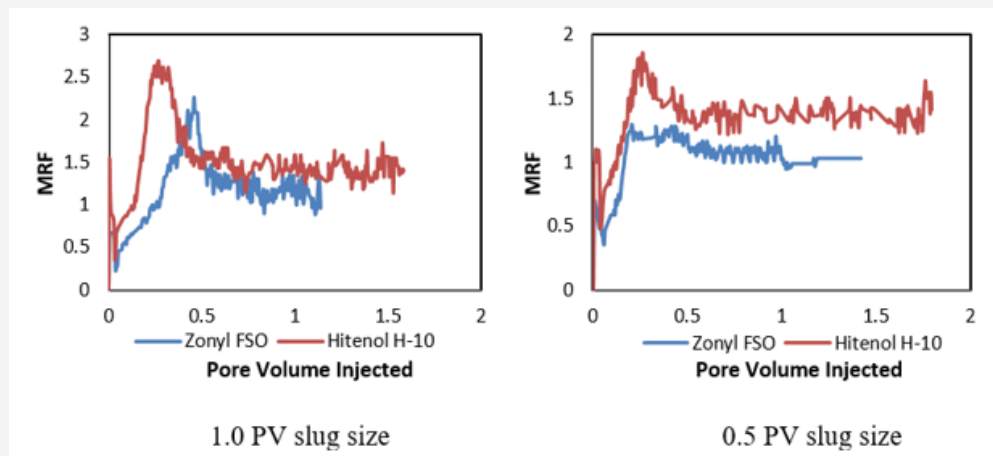 3
2.5
2
1.5
1
0.5
0
MRF
0 0.5 1 1.5 2
Zonyl FSO Hitenol H-10
Pore Volume Injected
1.0 PV slug size
2
1.5
1
0.5
0
MRF
0 0.5 1 1.5 2
Zonyl FSO Hitenol H-10
Pore Volume Injected
0.5 PV slug size